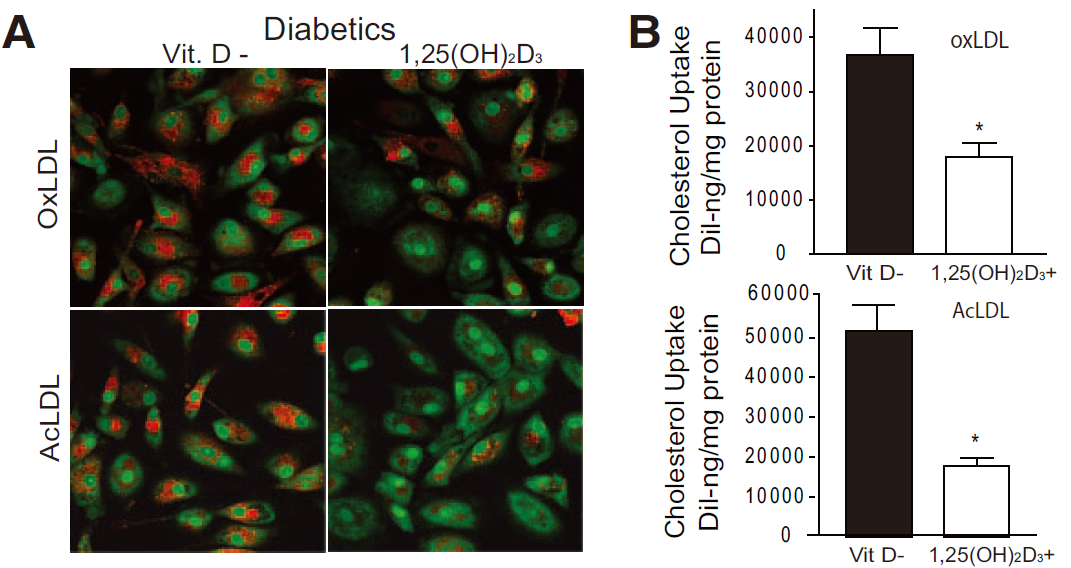 A
Diabetics
Vit. D -
1,25(OH)₂D₃
OxLDL
AcLDL
B
Cholesterol Uptake
DiI-ng/mg protein
oxLDL
40000
30000
20000
10000
0
*
Vit D-
1,25(OH)₂D₃+
Cholesterol Uptake
DiI-ng/mg protein
AcLDL
60000
50000
40000
30000
20000
10000
0
*
Vit D-
1,25(OH)₂D₃+